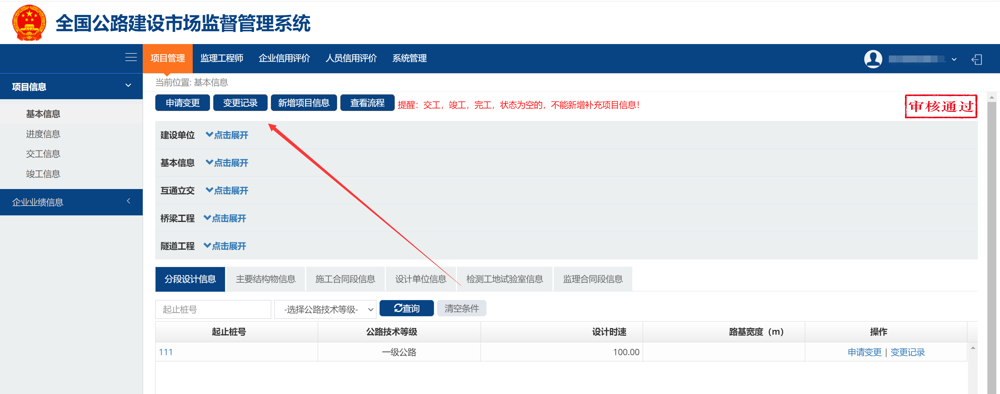 全国公路建设市场监督管理系统
项目管理 监理工程师 企业信用评价 人员信用评价 系统管理
项目信息
基本信息
进度信息
交工信息
竣工信息
企业业绩信息
当前位置: 基本信息
申请变更 变更记录 新增项目信息 查看流程 提醒：交工，竣工，完工，状态为空的，不能新增补充项目信息！
审核通过
建设单位 点击展开
基本信息 点击展开
互通立交 点击展开
桥梁工程 点击展开
隧道工程 点击展开
分段设计信息 主要结构物信息 施工合同段信息 设计单位信息 检测工地试验室信息 监理合同段信息
起止桩号 -选择公路技术等级- 查询 清空条件
起止桩号 公路技术等级 设计时速 路基宽度（m） 操作
111 一级公路 100.00 申请变更 | 变更记录